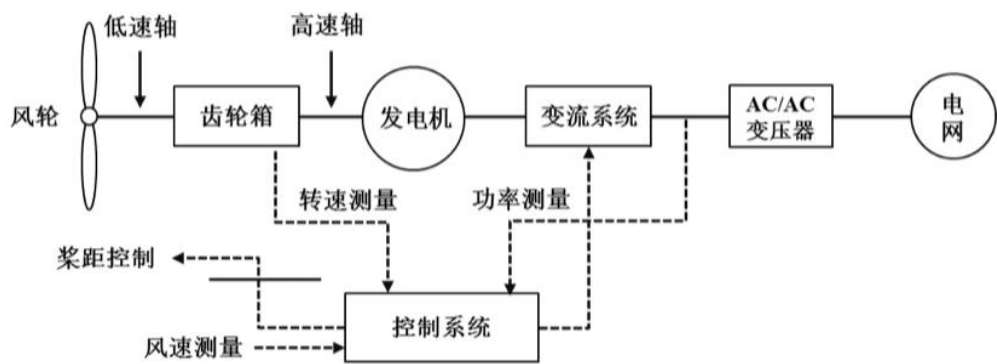 低速轴
高速轴
风轮
齿轮箱
发电机
变流系统
AC/AC
变压器
电
网
转速测量
功率测量
桨距控制
控制系统
风速测量